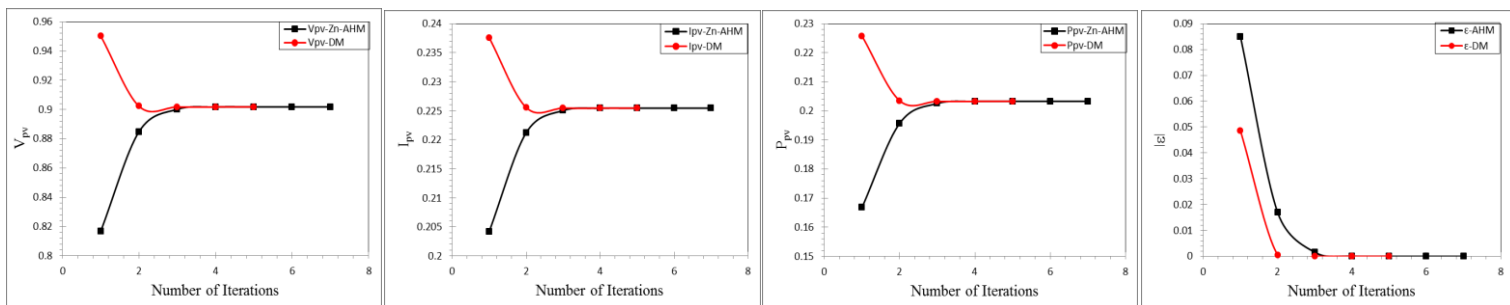 0.96
0.94
0.92
0.9
0.88
0.86
0.84
0.82
0.8
0 2 4 6 8
V_pv
Number of Iterations
Vpv-Zn-AHM
Vpv-DM
0.24
0.235
0.23
0.225
0.22
0.215
0.21
0.205
0.2
0 2 4 6 8
I_pv
Number of Iterations
Ipv-Zn-AHM
Ipv-DM
0.23
0.22
0.21
0.2
0.19
0.18
0.17
0.16
0.15
0 2 4 6 8
P_pv
Number of Iterations
Ppv-Zn-AHM
Ppv-DM
0.09
0.08
0.07
0.06
0.05
0.04
0.03
0.02
0.01
0
0 2 4 6 8
|ε|
Number of Iterations
ε-AHM
ε-DM